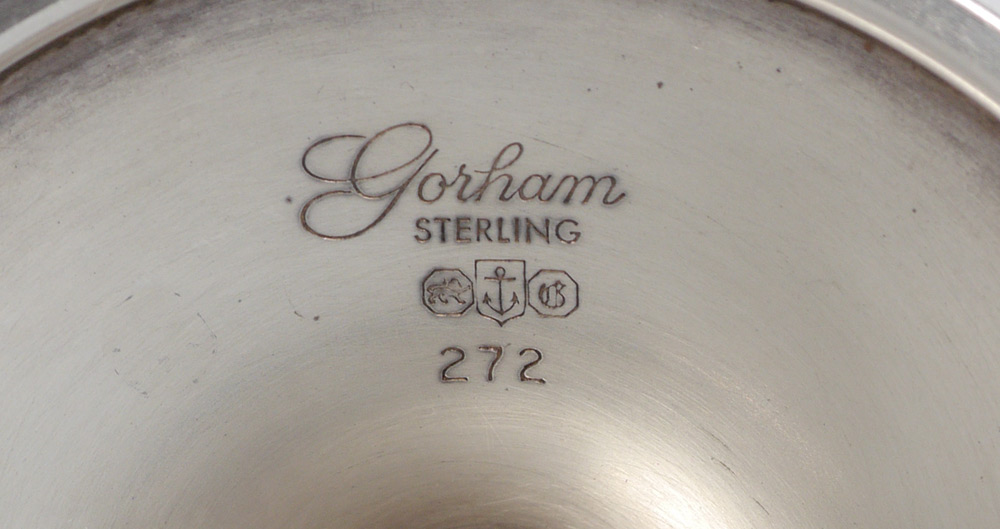 Gorham
STERLING
G
272